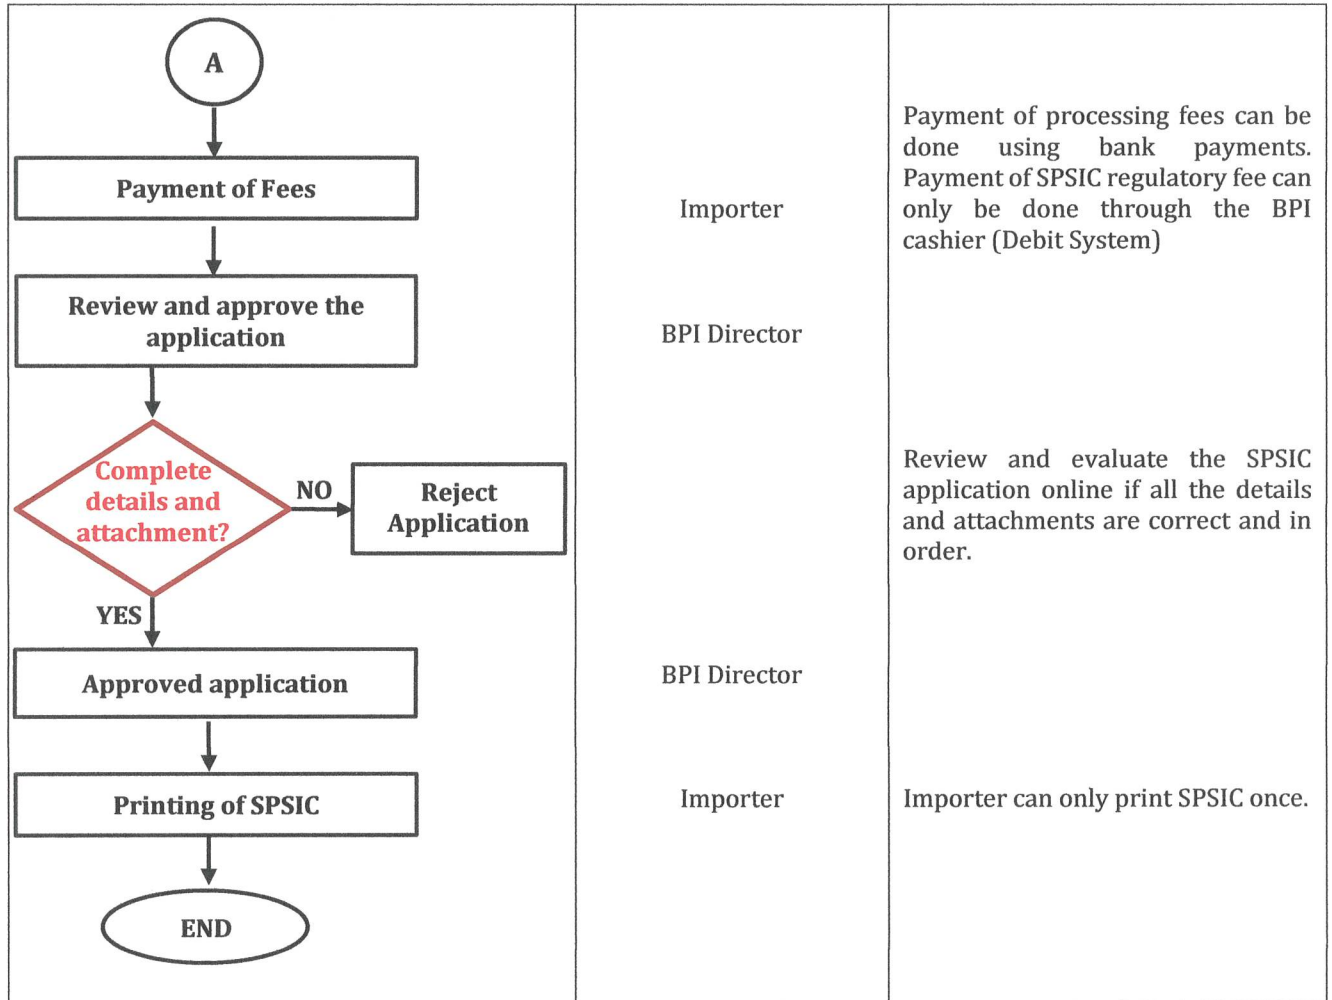 A
Payment of Fees
Importer
Payment of processing fees can be
done using bank payments.
Payment of SPSIC regulatory fee can
only be done through the BPI
cashier (Debit System)
Review and approve the
application
BPI Director
Complete
details and
attachment?
NO
Reject
Application
Review and evaluate the SPSIC
application online if all the details
and attachments are correct and in
order.
YES
Approved application
BPI Director
Printing of SPSIC
Importer
Importer can only print SPSIC once.
END